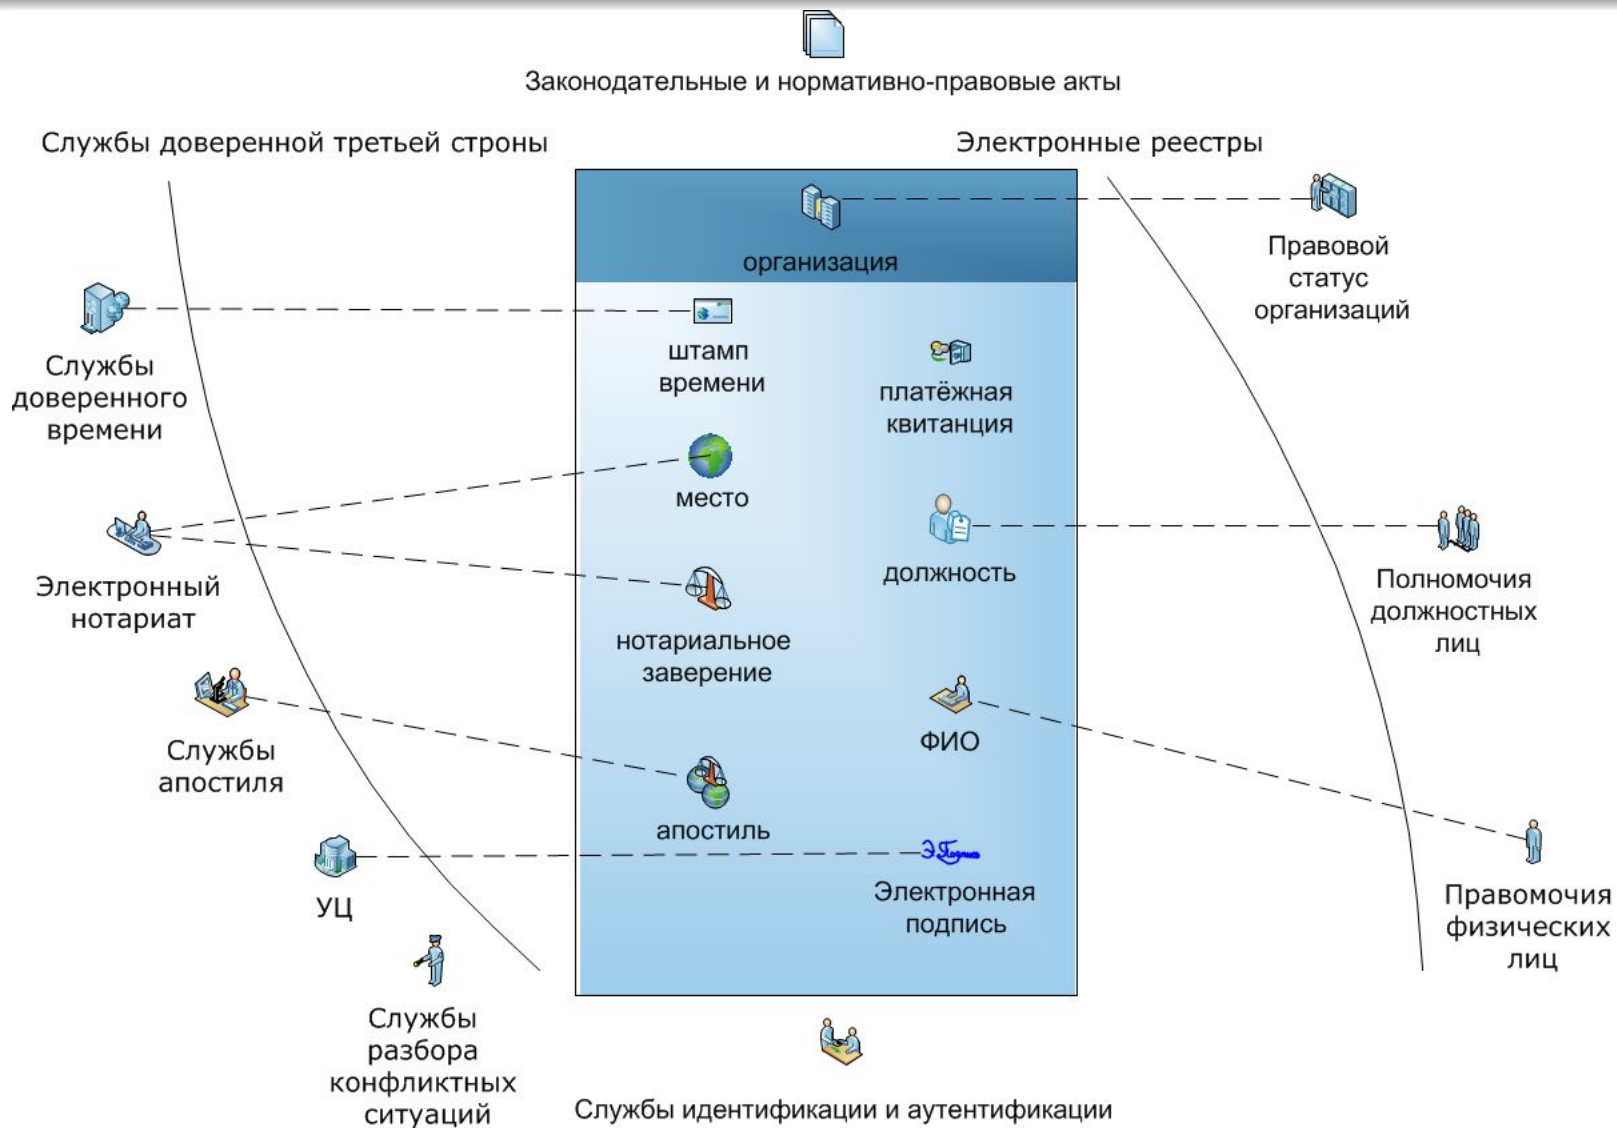 Законодательные и нормативно-правовые акты
Службы доверенной третьей строны
Электронные реестры
организация
Правовой
статус
организаций
Службы
доверенного
времени
штамп
времени
платёжная
квитанция
место
должность
Полномочия
должностных
лиц
Электронный
нотариат
нотариальное
заверение
ФИО
Службы
апостиля
апостиль
Э.Подпись
Электронная
подпись
УЦ
Правомочия
физических
лиц
Службы
разбора
конфликтных
ситуаций
Службы идентификации и аутентификации